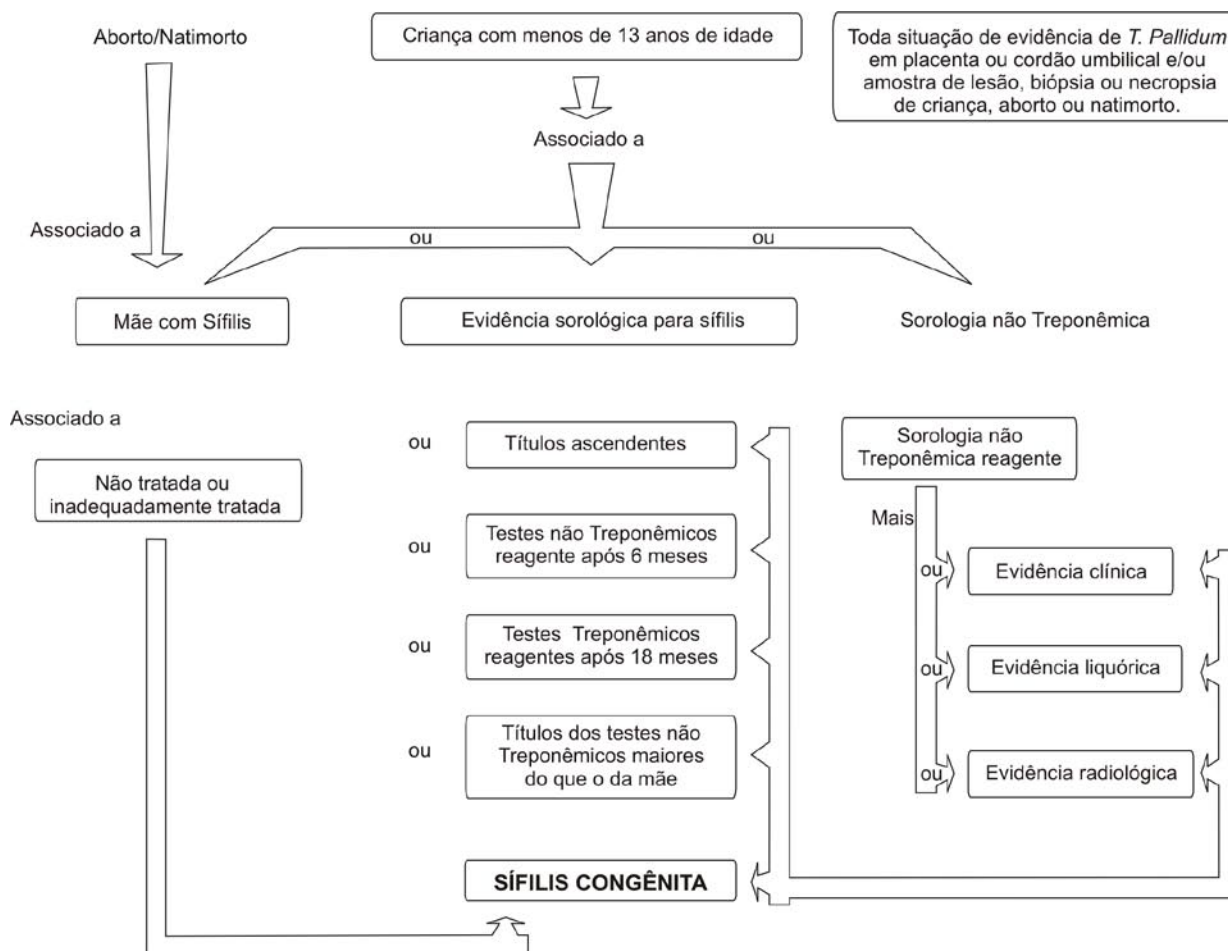 Aborto/Natimorto
Criança com menos de 13 anos de idade
Toda situação de evidência de T. Pallidum
em placenta ou cordão umbilical e/ou
amostra de lesão, biópsia ou necropsia
de criança, aborto ou natimorto.
Associado a
Associado a
ou
ou
Mãe com Sífilis
Evidência sorológica para sífilis
Sorologia não Treponêmica
Associado a
Não tratada ou
inadequadamente tratada
ou
Títulos ascendentes
ou
Testes não Treponêmicos
reagente após 6 meses
ou
Testes Treponêmicos
reagentes após 18 meses
ou
Títulos dos testes não
Treponêmicos maiores
do que o da mãe
Sorologia não
Treponêmica reagente
Mais
ou
Evidência clínica
ou
Evidência liquórica
ou
Evidência radiológica
SÍFILIS CONGÊNITA